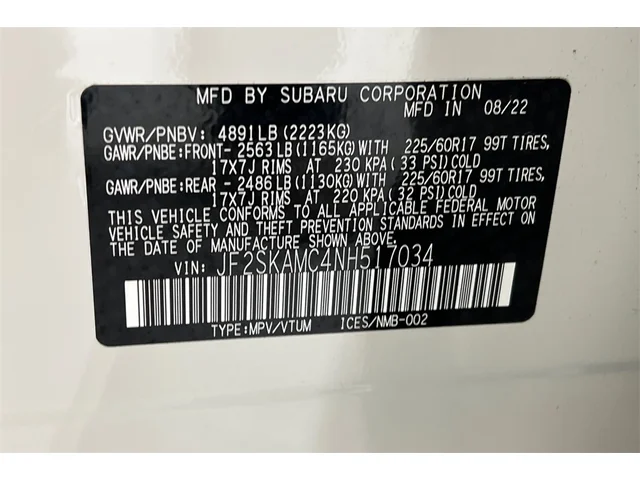 MFD BY SUBARU CORPORATION
MFD IN 08/22
GVWR/PNBV: 4891LB (2223KG)
GAWR/PNBE:FRONT- 2563LB(1165KG)WITH 225/60R17 99T TIRES,
17X7J RIMS AT 230 KPA(33 PSI)COLD
GAWR/PNBE:REAR - 2486LB(1130KG)WITH 225/60R17 99T TIRES,
17X7J RIMS AT 220 KPA(32 PSI)COLD
THIS VEHICLE CONFORMS TO ALL APPLICABLE FEDERAL MOTOR
VEHICLE SAFETY AND THEFT PREVENTION STANDARDS IN EFFECT ON
THE DATE OF MANUFACTURE SHOWN ABOVE.
VIN: JF2SKAMC4NH517034
TYPE:MPV/VTUM ICES/NMB-002